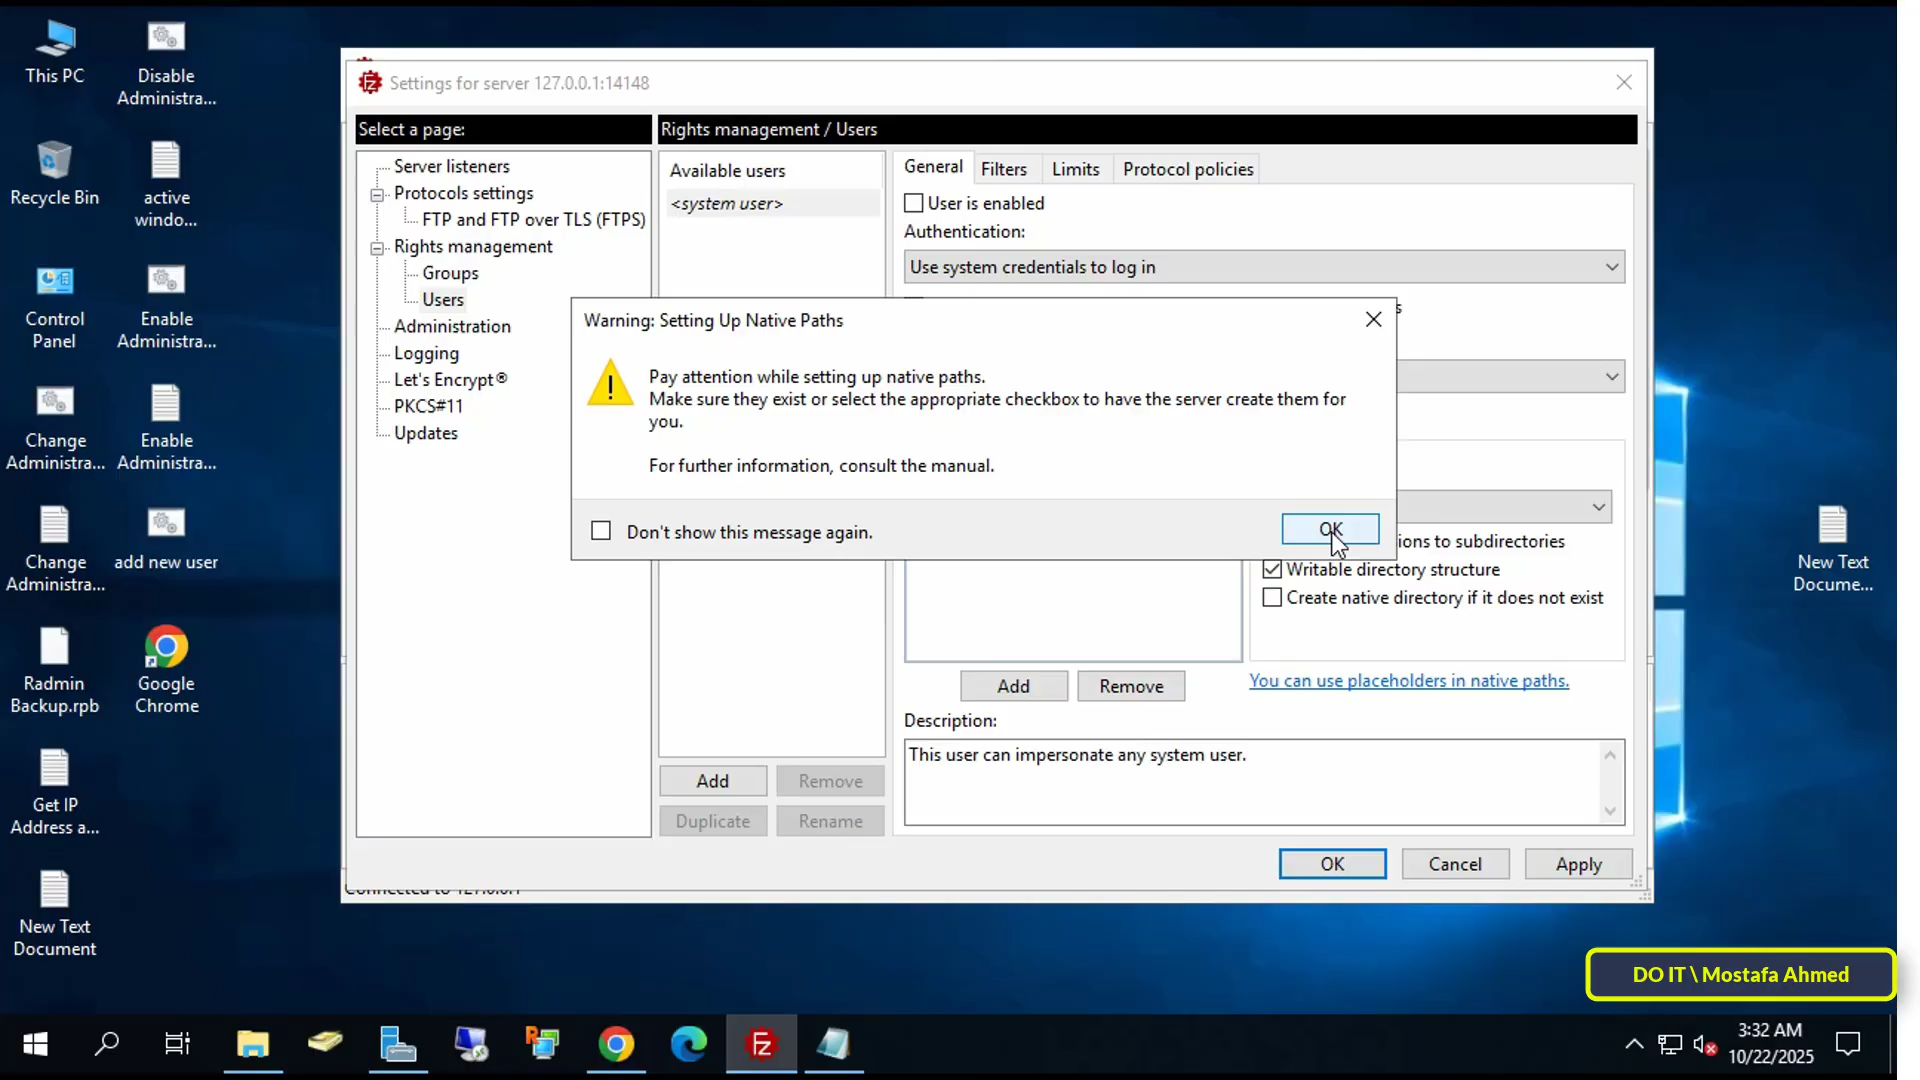 This PC
Disable
Administra...
Recycle Bin
active
windo...
Control
Panel
Enable
Administra...
Change
Administra...
Enable
Administra...
Change
Administra...
add new user
Radmin
Backup.rpb
Google
Chrome
Get IP
Address a...
New Text
Document
Settings for server 127.0.0.1:14148
Select a page:
Server listeners
Protocols settings
FTP and FTP over TLS (FTPS)
Rights management
Groups
Users
Administration
Logging
Let's Encrypt®
PKCS#11
Updates
Rights management / Users
Available users
<system user>
Add
Remove
Duplicate
Rename
General
Filters
Limits
Protocol policies
User is enabled
Authentication:
Use system credentials to log in
Warning: Setting Up Native Paths
Pay attention while setting up native paths.
Make sure they exist or select the appropriate checkbox to have the server create them for
you.
For further information, consult the manual.
Don't show this message again.
OK
to subdirectories
Writable directory structure
Create native directory if it does not exist
Add
Remove
You can use placeholders in native paths.
Description:
This user can impersonate any system user.
OK
Cancel
Apply
New Text
Docume...
DO IT \ Mostafa Ahmed
3:32 AM
10/22/2025